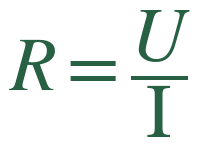 R = U/I